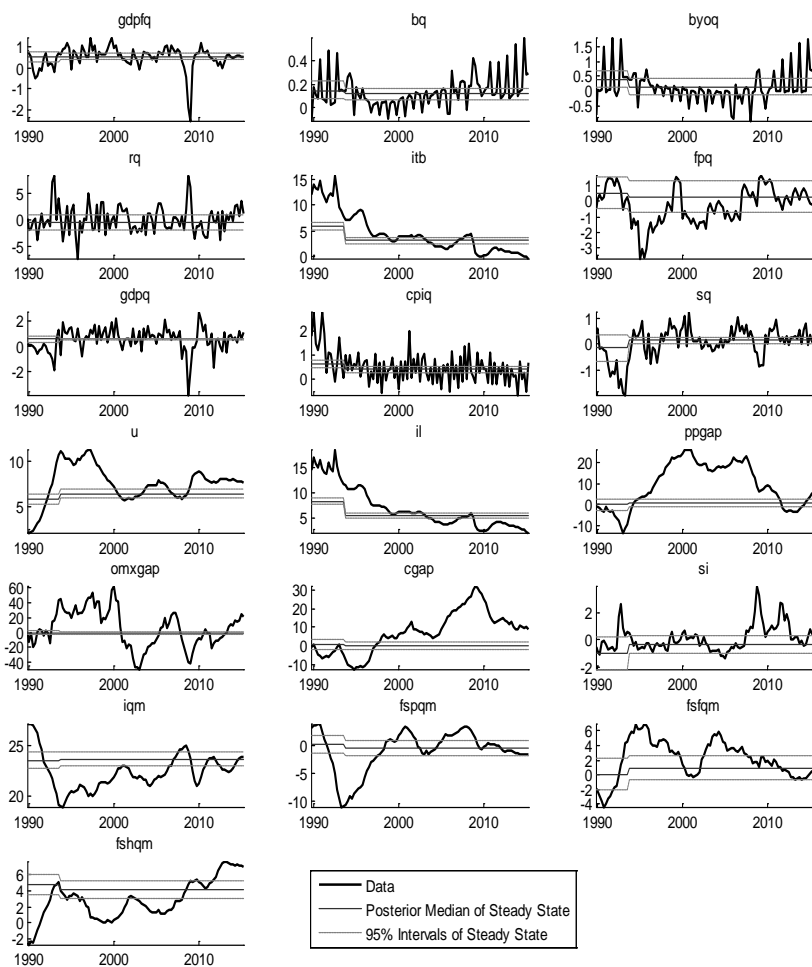 gdpfq bq byoq
1 0 -1 -2
0.4 0.2 0
1.5 1 0.5 0 -0.5
1990 2000 2010 1990 2000 2010 1990 2000 2010
rq itb fpq
5 0 -5
15 10 5 0
1 0 -1 -2 -3
1990 2000 2010 1990 2000 2010 1990 2000 2010
gdpq cpiq sq
2 0 -2
2 1 0
1 0 -1
1990 2000 2010 1990 2000 2010 1990 2000 2010
u il ppgap
10 5
15 10 5
20 10 0 -10
1990 2000 2010 1990 2000 2010 1990 2000 2010
omxgap cgap si
60 40 20 0 -20 -40
30 20 10 0 -10
2 0 -2
1990 2000 2010 1990 2000 2010 1990 2000 2010
iqm fspqm fsfqm
25 20
0 -5 -10
6 4 2 0 -2 -4
1990 2000 2010 1990 2000 2010 1990 2000 2010
fshqm
6 4 2 0 -2
1990 2000 2010
Data
Posterior Median of Steady State
95% Intervals of Steady State